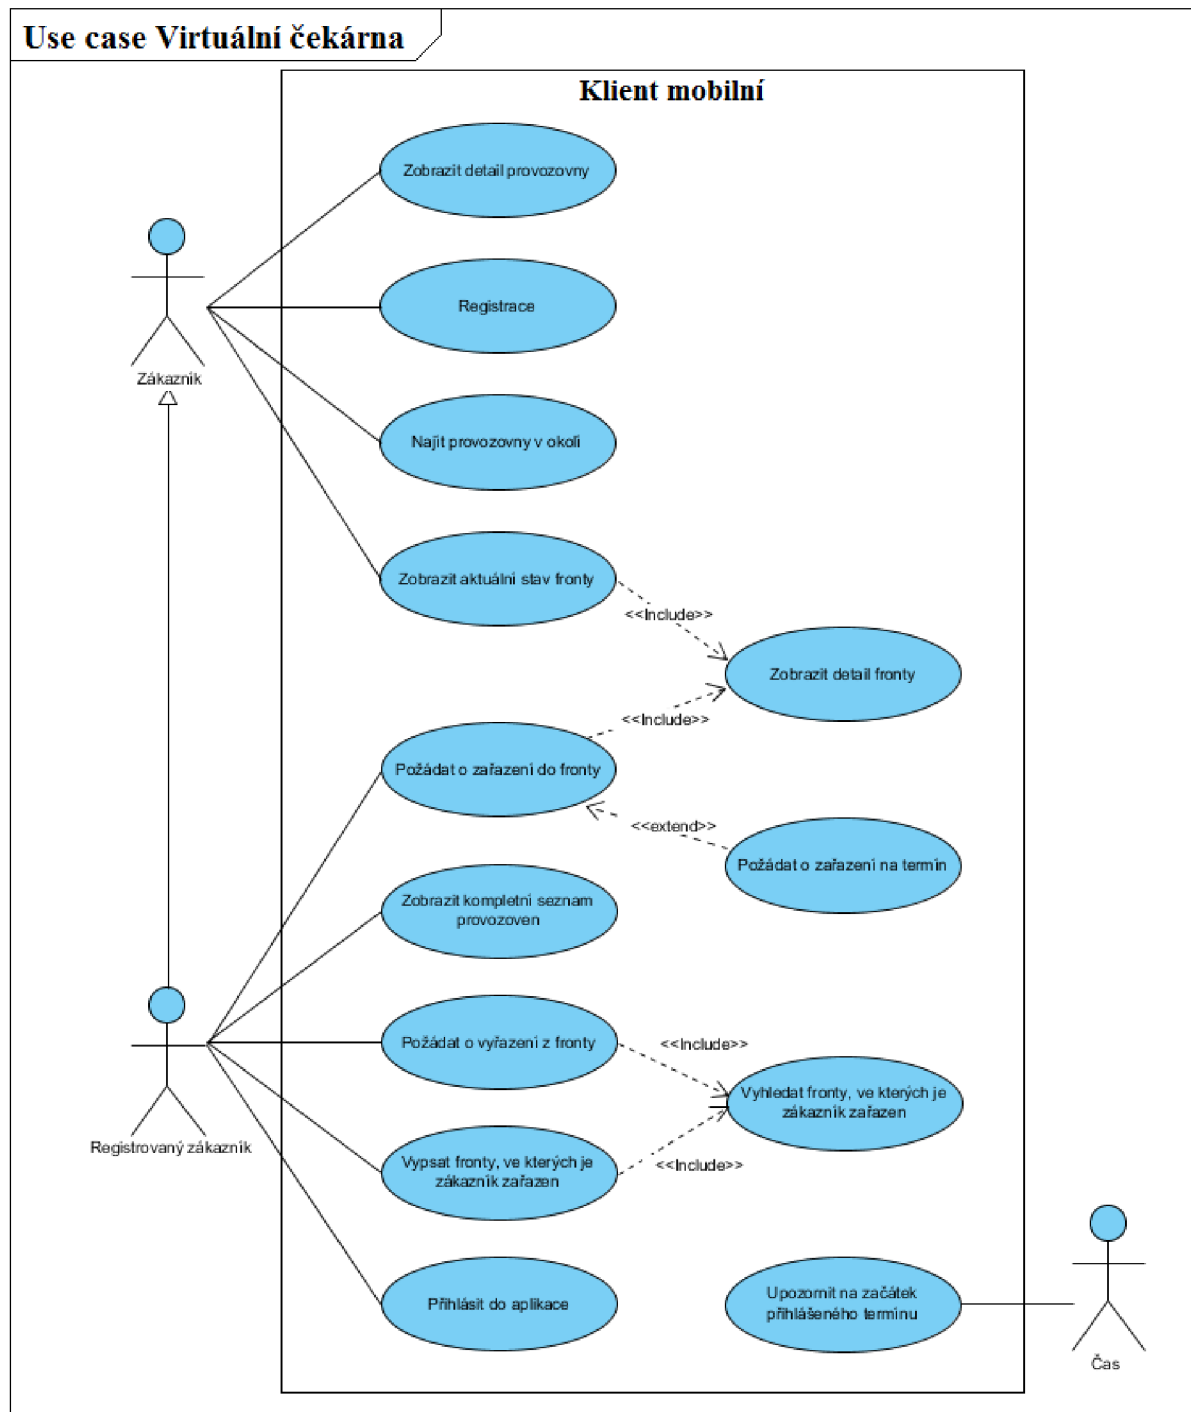 Use case Virtuální čekárna
Klient mobilní
Zobrazit detail provozovny
Registrace
Zákazník
Najít provozovny v okolí
Zobrazit aktuální stav fronty
<<Include>>
Zobrazit detail fronty
<<Include>>
Požádat o zařazení do fronty
<<extend>>
Požádat o zařazení na termín
Zobrazit kompletní seznam
provozoven
Požádat o vyřazení z fronty
<<Include>>
Vyhledat fronty, ve kterých je
zákazník zařazen
Registrovaný zákazník
Vypsat fronty, ve kterých je
zákazník zařazen
<<Include>>
Přihlásit do aplikace
Upozornit na začátek
přihlášeného termínu
Čas